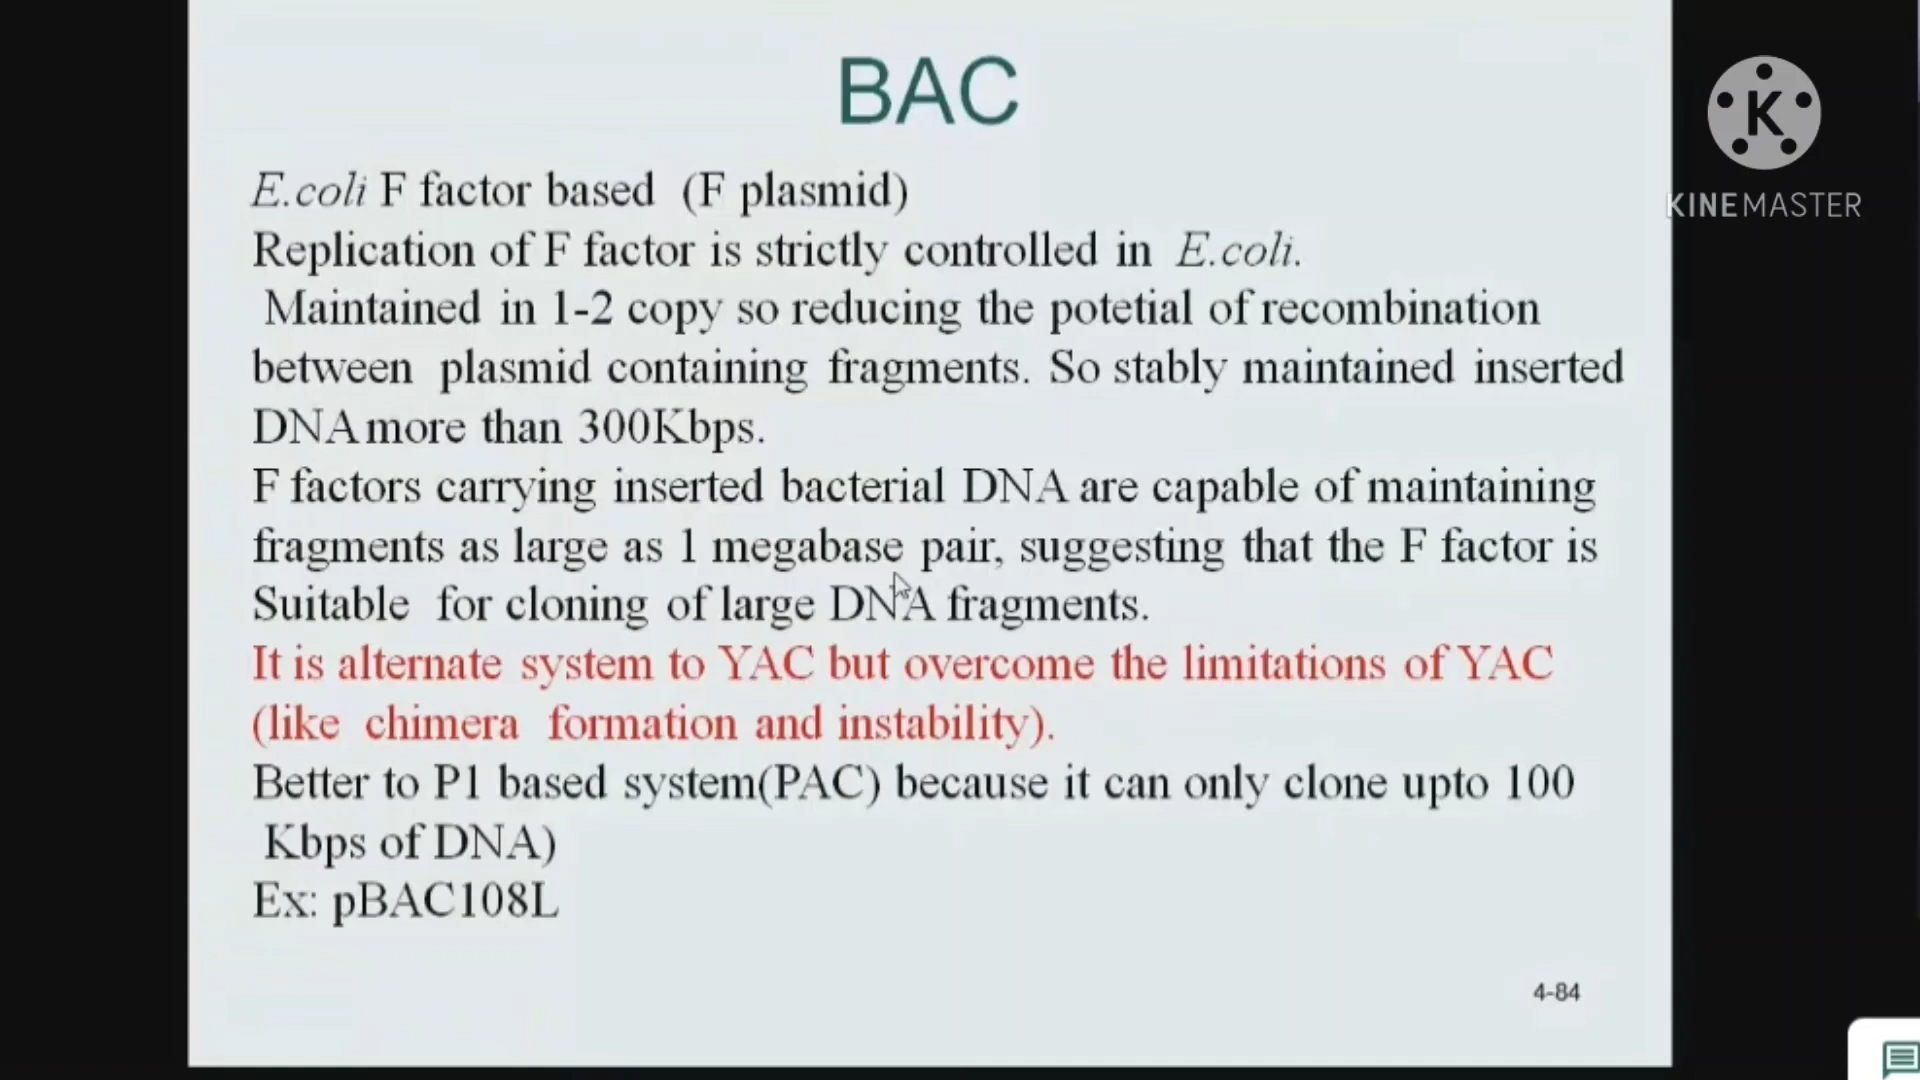 BAC
K
KINEMASTER
E.coli F factor based (F plasmid)
Replication of F factor is strictly controlled in E.coli.
Maintained in 1-2 copy so reducing the potetial of recombination
between plasmid containing fragments. So stably maintained inserted
DNA more than 300Kbps.
F factors carrying inserted bacterial DNA are capable of maintaining
fragments as large as 1 megabase pair, suggesting that the F factor is
Suitable for cloning of large DNA fragments.
It is alternate system to YAC but overcome the limitations of YAC
(like chimera formation and instability).
Better to P1 based system(PAC) because it can only clone upto 100
Kbps of DNA)
Ex: pBAC108L
4-84